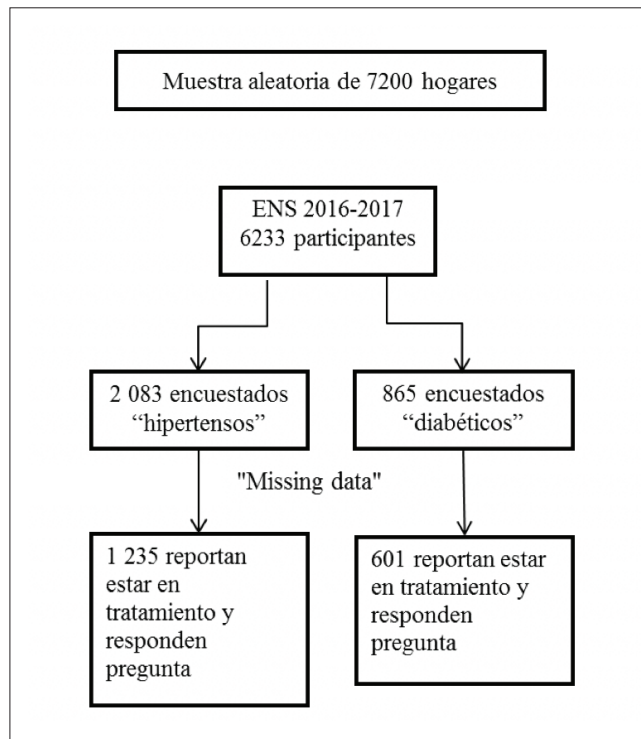 Muestra aleatoria de 7200 hogares
ENS 2016-2017
6233 participantes
2 083 encuestados
“hipertensos”
865 encuestados
“diabéticos”
"Missing data"
1 235 reportan
estar en
tratamiento y
responden
pregunta
601 reportan estar
en tratamiento y
responden
pregunta